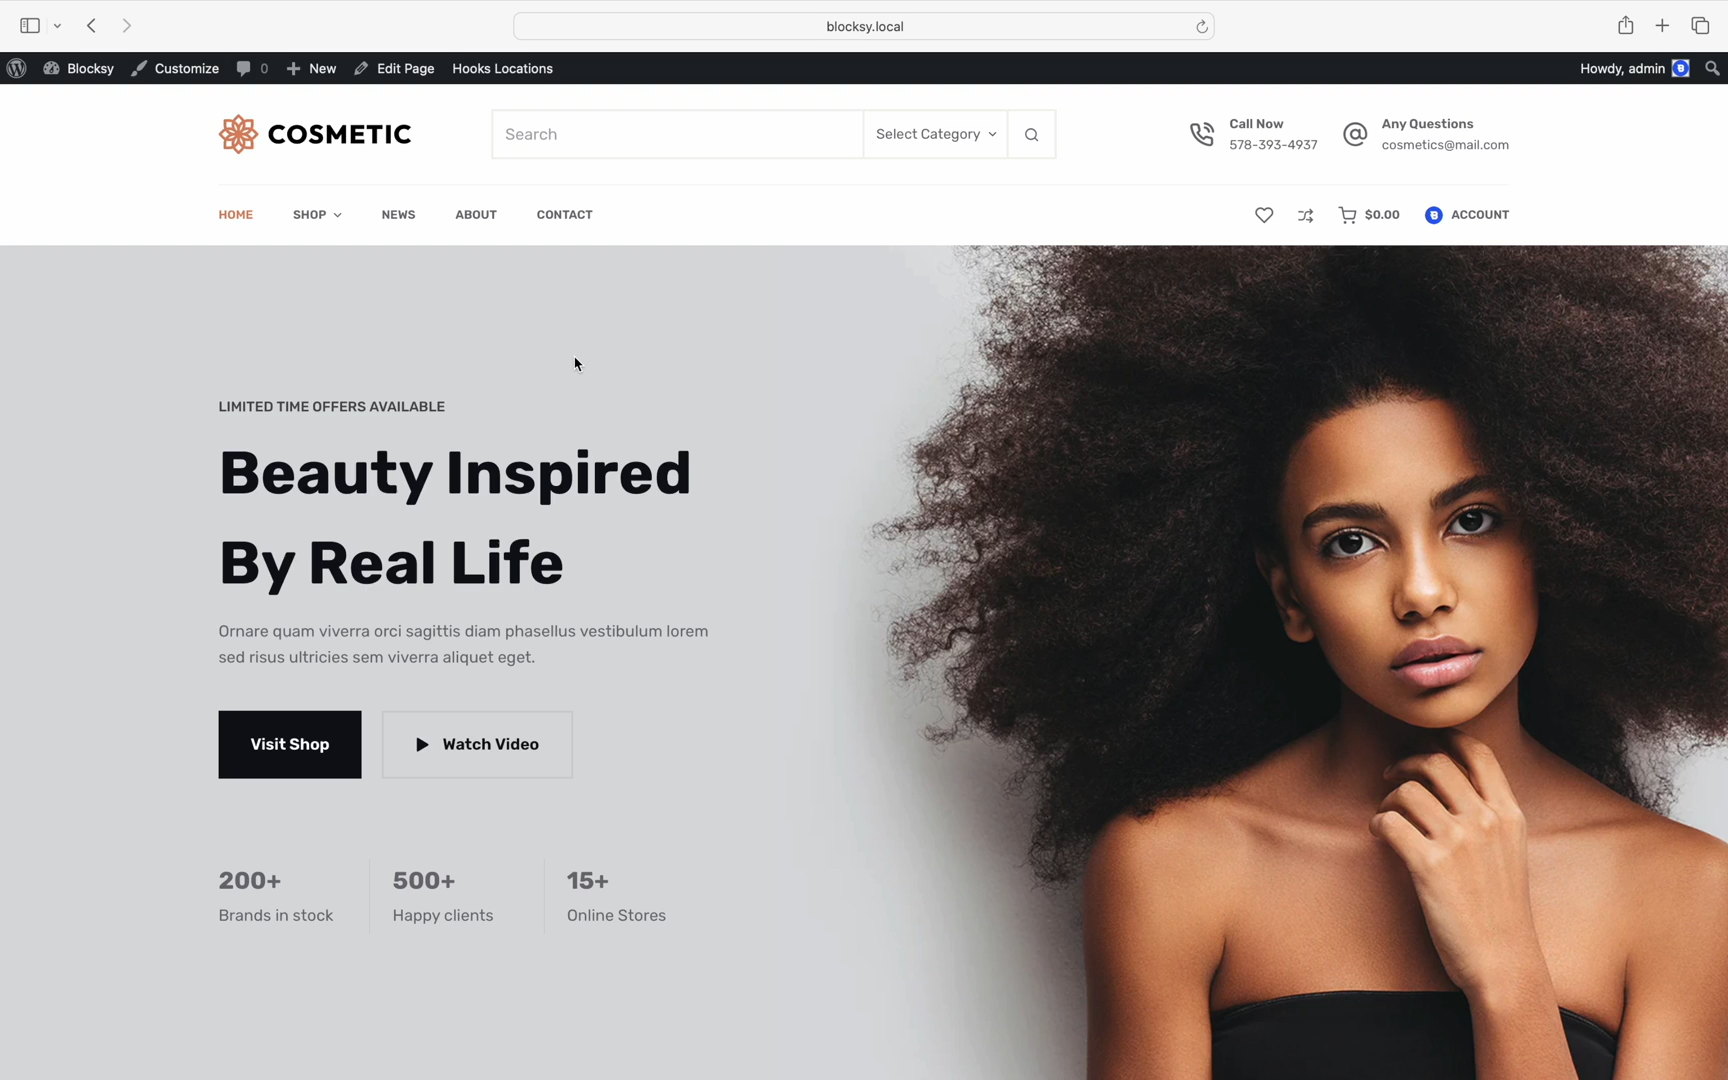 blocksy.local
Blocksy Customize 0 New Edit Page Hooks Locations Howdy, admin
COSMETIC
Search
Select Category
Call Now
578-393-4937
Any Questions
cosmetics@mail.com
HOME SHOP NEWS ABOUT CONTACT $0.00 ACCOUNT
LIMITED TIME OFFERS AVAILABLE
Beauty Inspired
By Real Life
Ornare quam viverra orci sagittis diam phasellus vestibulum lorem
sed risus ultricies sem viverra aliquet eget.
Visit Shop
Watch Video
200+
Brands in stock
500+
Happy clients
15+
Online Stores